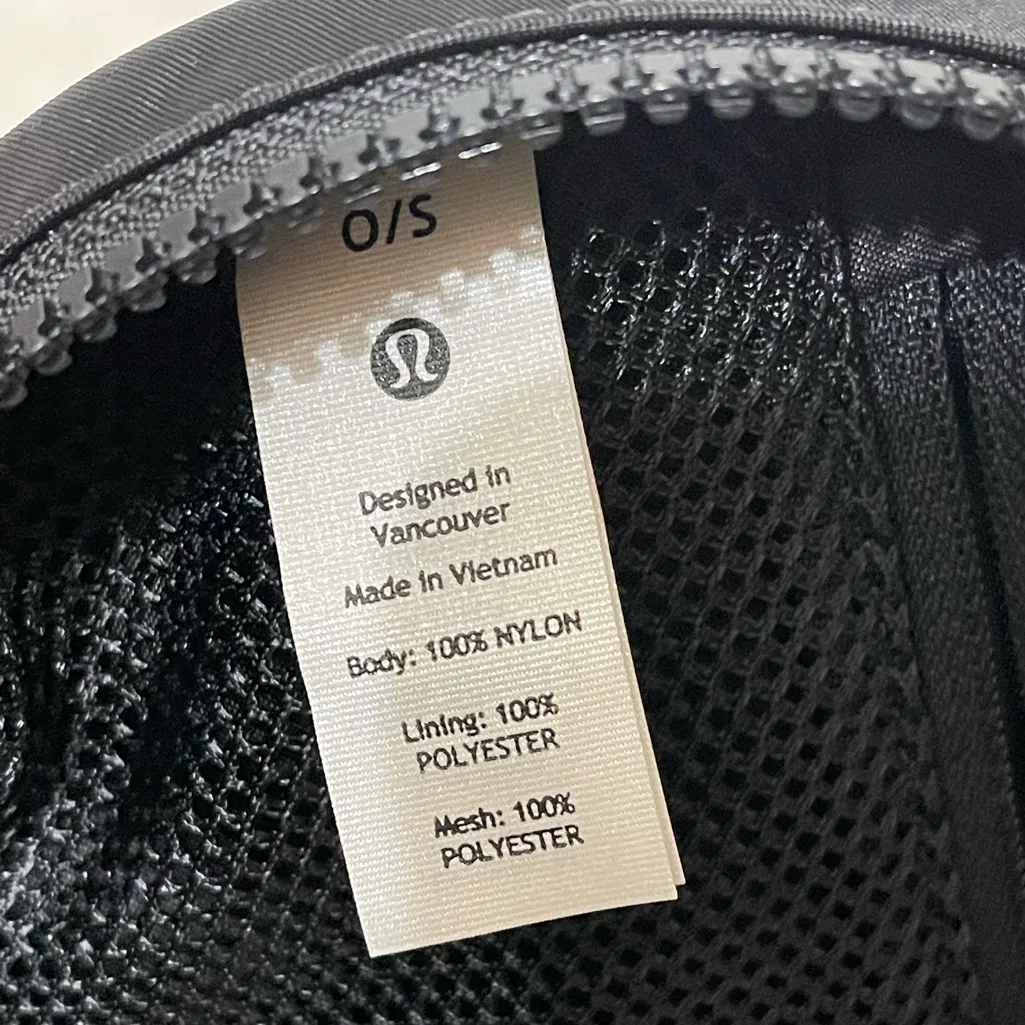 O/S
Designed in
Vancouver
Made in Vietnam
Body: 100% NYLON
Lining: 100%
POLYESTER
Mesh: 100%
POLYESTER